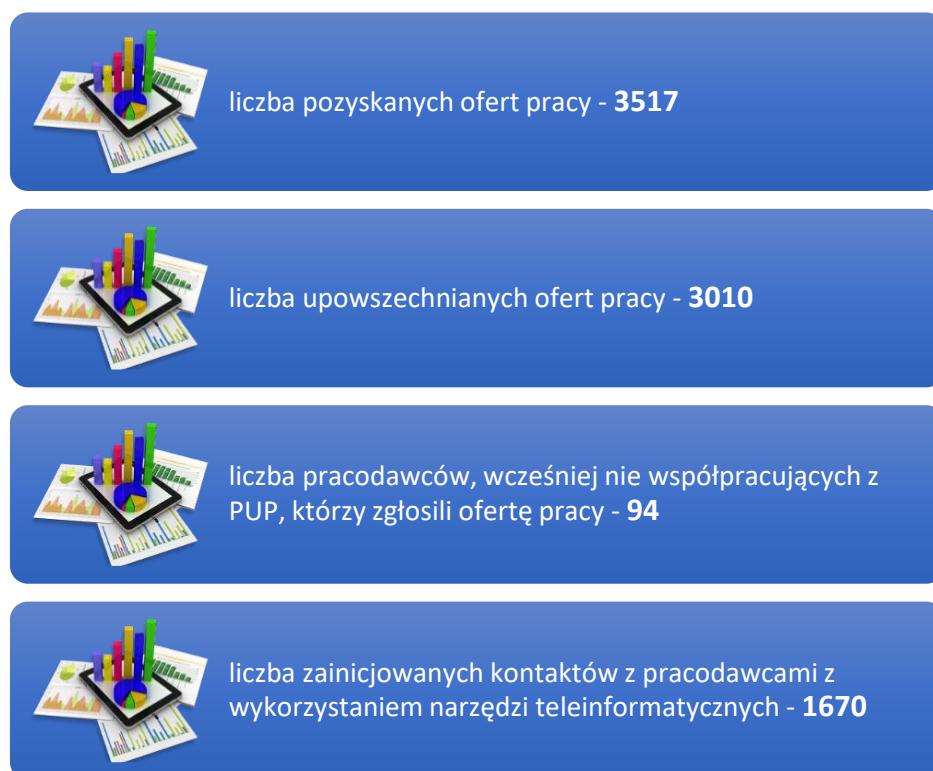 liczba pozyskanych ofert pracy - 3517
liczba upowszechnianych ofert pracy - 3010
liczba pracodawców, wcześniej nie współpracujących z
PUP, którzy zgłosili ofertę pracy - 94
liczba zainicjowanych kontaktów z pracodawcami z
wykorzystaniem narzędzi teleinformatycznych - 1670